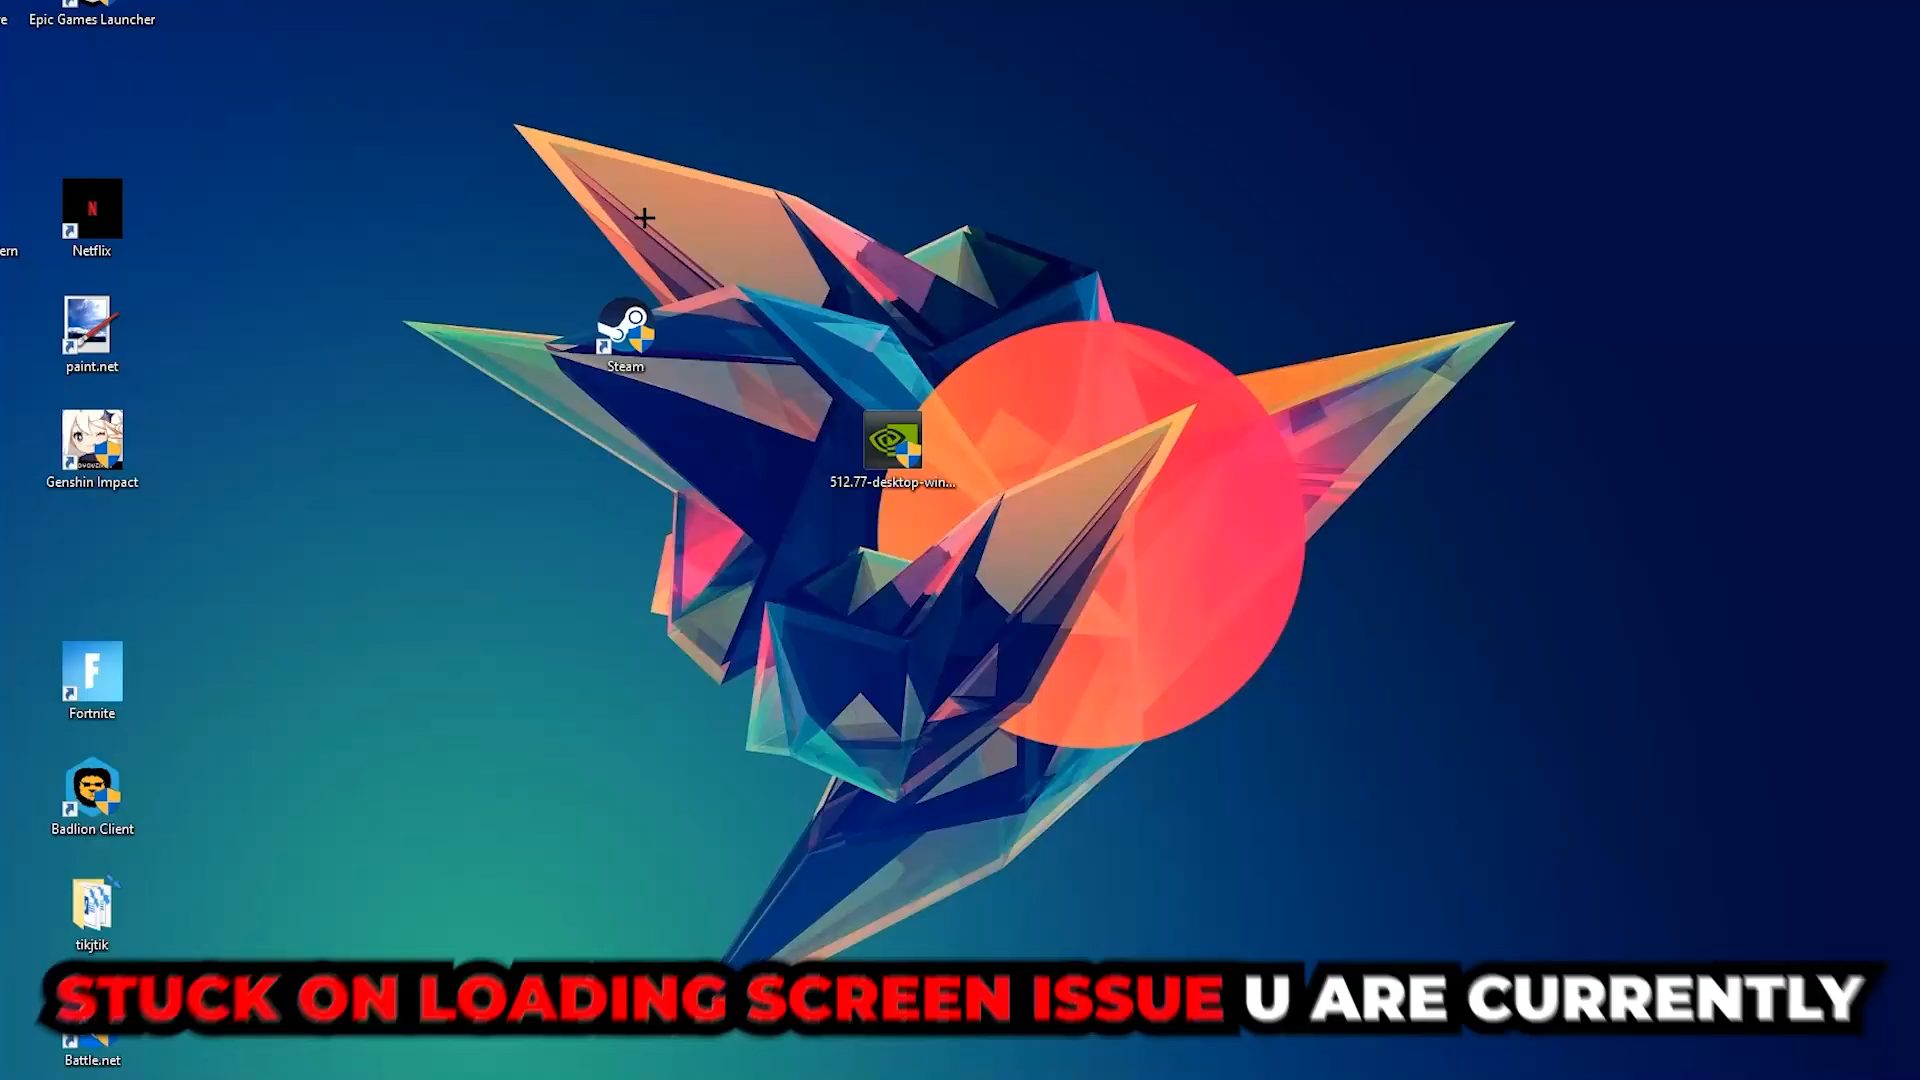 Epic Games Launcher
N
Netflix
ern
paint.net
Steam
Genshin Impact
512.77-desktop-win...
F
Fortnite
Badlion Client
tikjtik
STUCK ON LOADING SCREEN ISSUE U ARE CURRENTLY
Battle.net